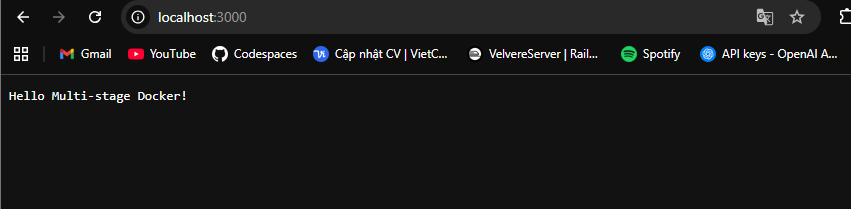 localhost:3000
Gmail YouTube Codespaces Cập nhật CV | VietC... VelvereServer | Rail... Spotify API keys - OpenAI A...
Hello Multi-stage Docker!